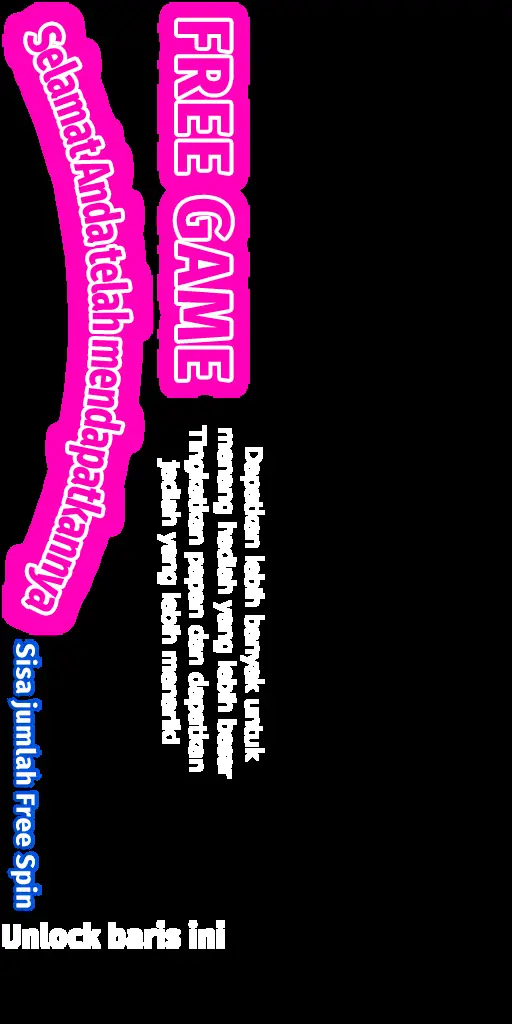 Selamat Anda telah mendapatkannya
FREE GAME
Dapatkan lebih banyak untuk
menang hadiah yang lebih besar
Tingkatkan papan dan dapatkan
jadiah yang lebih menarik!
Sisa jumlah Free Spin
Unlock baris ini